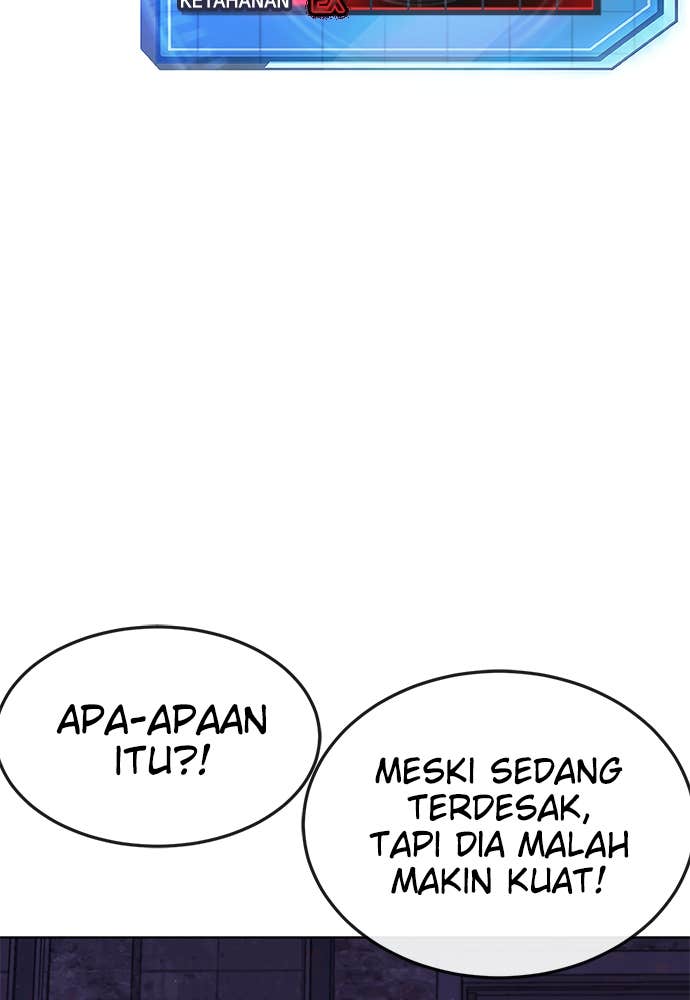 KETAHANAN EX
APA-APAAN
ITU?!
MESKI SEDANG
TERDESAK,
TAPI DIA MALAH
MAKIN KUAT!